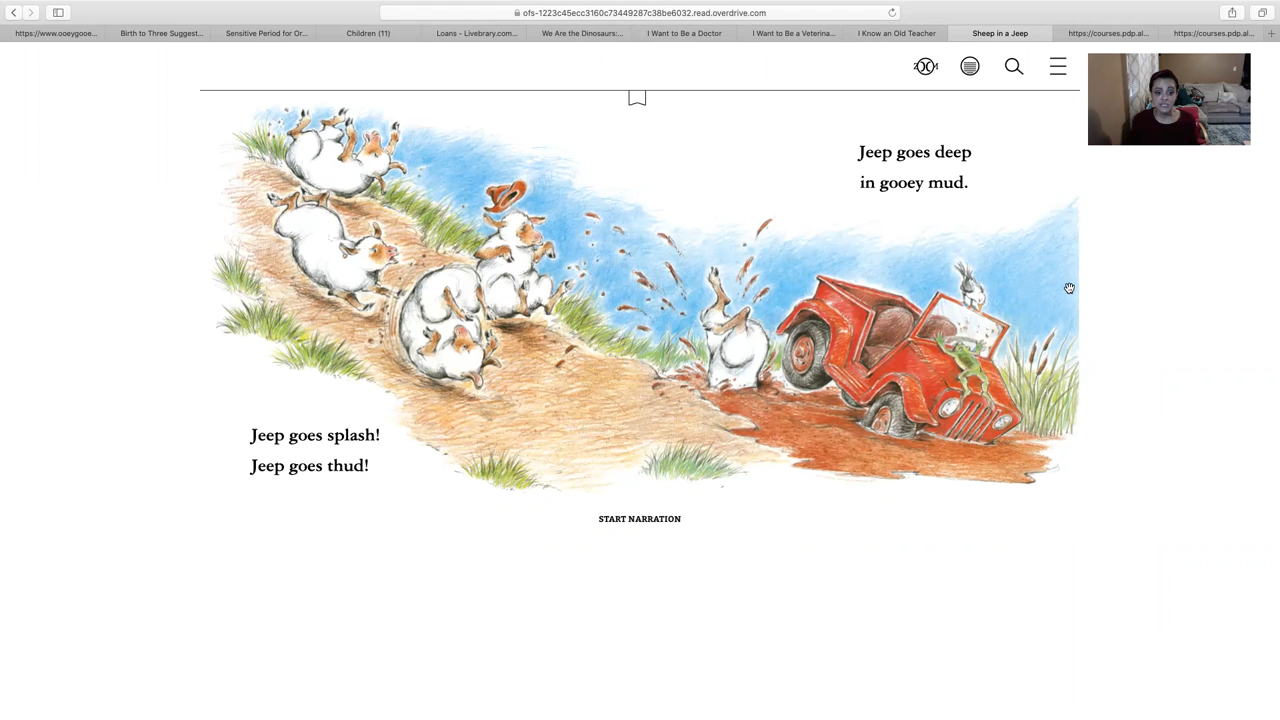 ofs-1223c45ecc3160c73449287c38be6032.read.overdrive.com
https://www.ooeygooe...
Birth to Three Suggest...
Sensitive Period for Or...
Children (11)
Loans - Livebrary.com...
We Are the Dinosaurs:...
I Want to Be a Doctor
I Want to Be a Veterina...
I Know an Old Teacher
Sheep in a Jeep
https://courses.pdp.al...
https://courses.pdp.al...
Jeep goes deep
in gooey mud.
Jeep goes splash!
Jeep goes thud!
START NARRATION